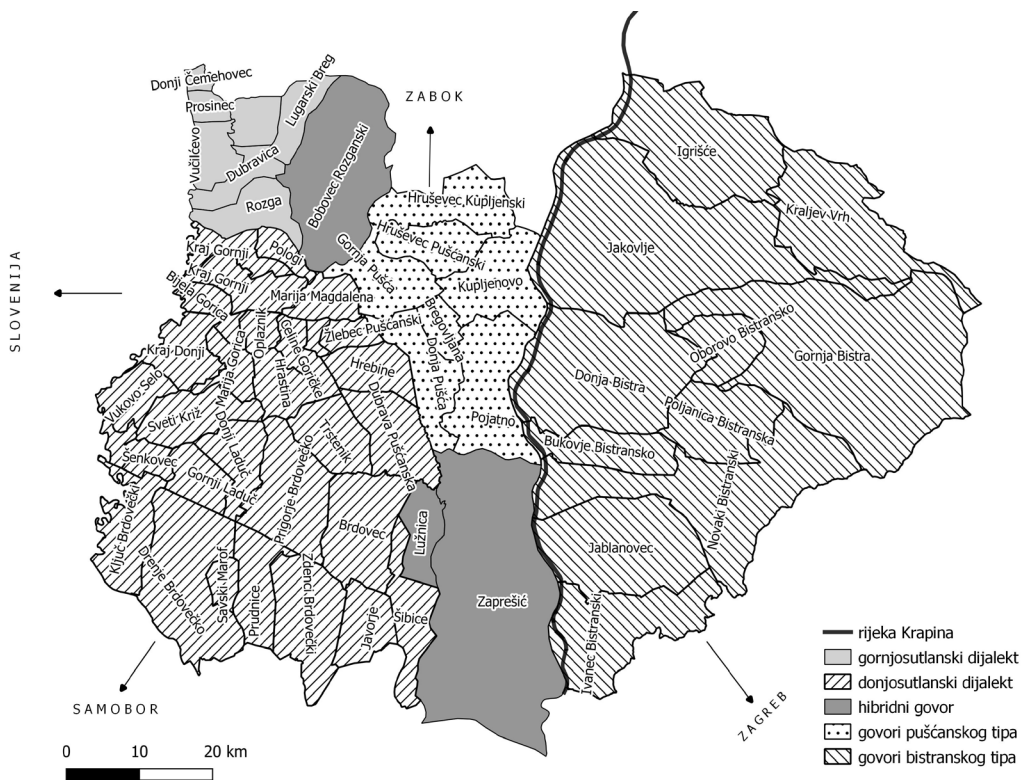 Donji Čemehovec
Prosinec
Lugarski Breg
Vučilčevo
Dubravica
Rozga
Bobovec Rozganski
ZABOK
Igrišće
Kraljev Vrh
Hruševec Kupljenski
Hruševec Pušćanski
Gornja Pušća
Kupljenovo
Jakovlje
Kraj Gornji
Pologi
Kraj Gornji
Bijela Gorica
Marija Magdalena
SLOVENIJA
Oplaznik
Celine Goričke
Žlebec Pušćanski
Bregovljana
Donja Pušća
Oborovo Bistransko
Gornja Bistra
Kraj Donji
Marija Gorica
Hrastina
Hrebine
Donja Bistra
Vukovo Selo
Sveti Križ
Donji Laduč
Trstenik
Dubrava Pušćanska
Pojatno
Poljanica Bistranska
Bukovje Bistransko
Šenkovec
Gornji Laduč
Prigorje Brdovečko
Novaki Bistranski
Ključ Brdovečki
Drenje Brdovečko
Savski Marof
Prudnice
Zdenci Brdovečki
Brdovec
Lužnica
Jablanovec
Javorje
Šibice
Zaprešić
Ivanec Bistranski
SAMOBOR
ZAGREB
0 10 20 km
rijeka Krapina
gornjosutlanski dijalekt
donjosutlanski dijalekt
hibridni govor
govori pušćanskog tipa
govori bistranskog tipa